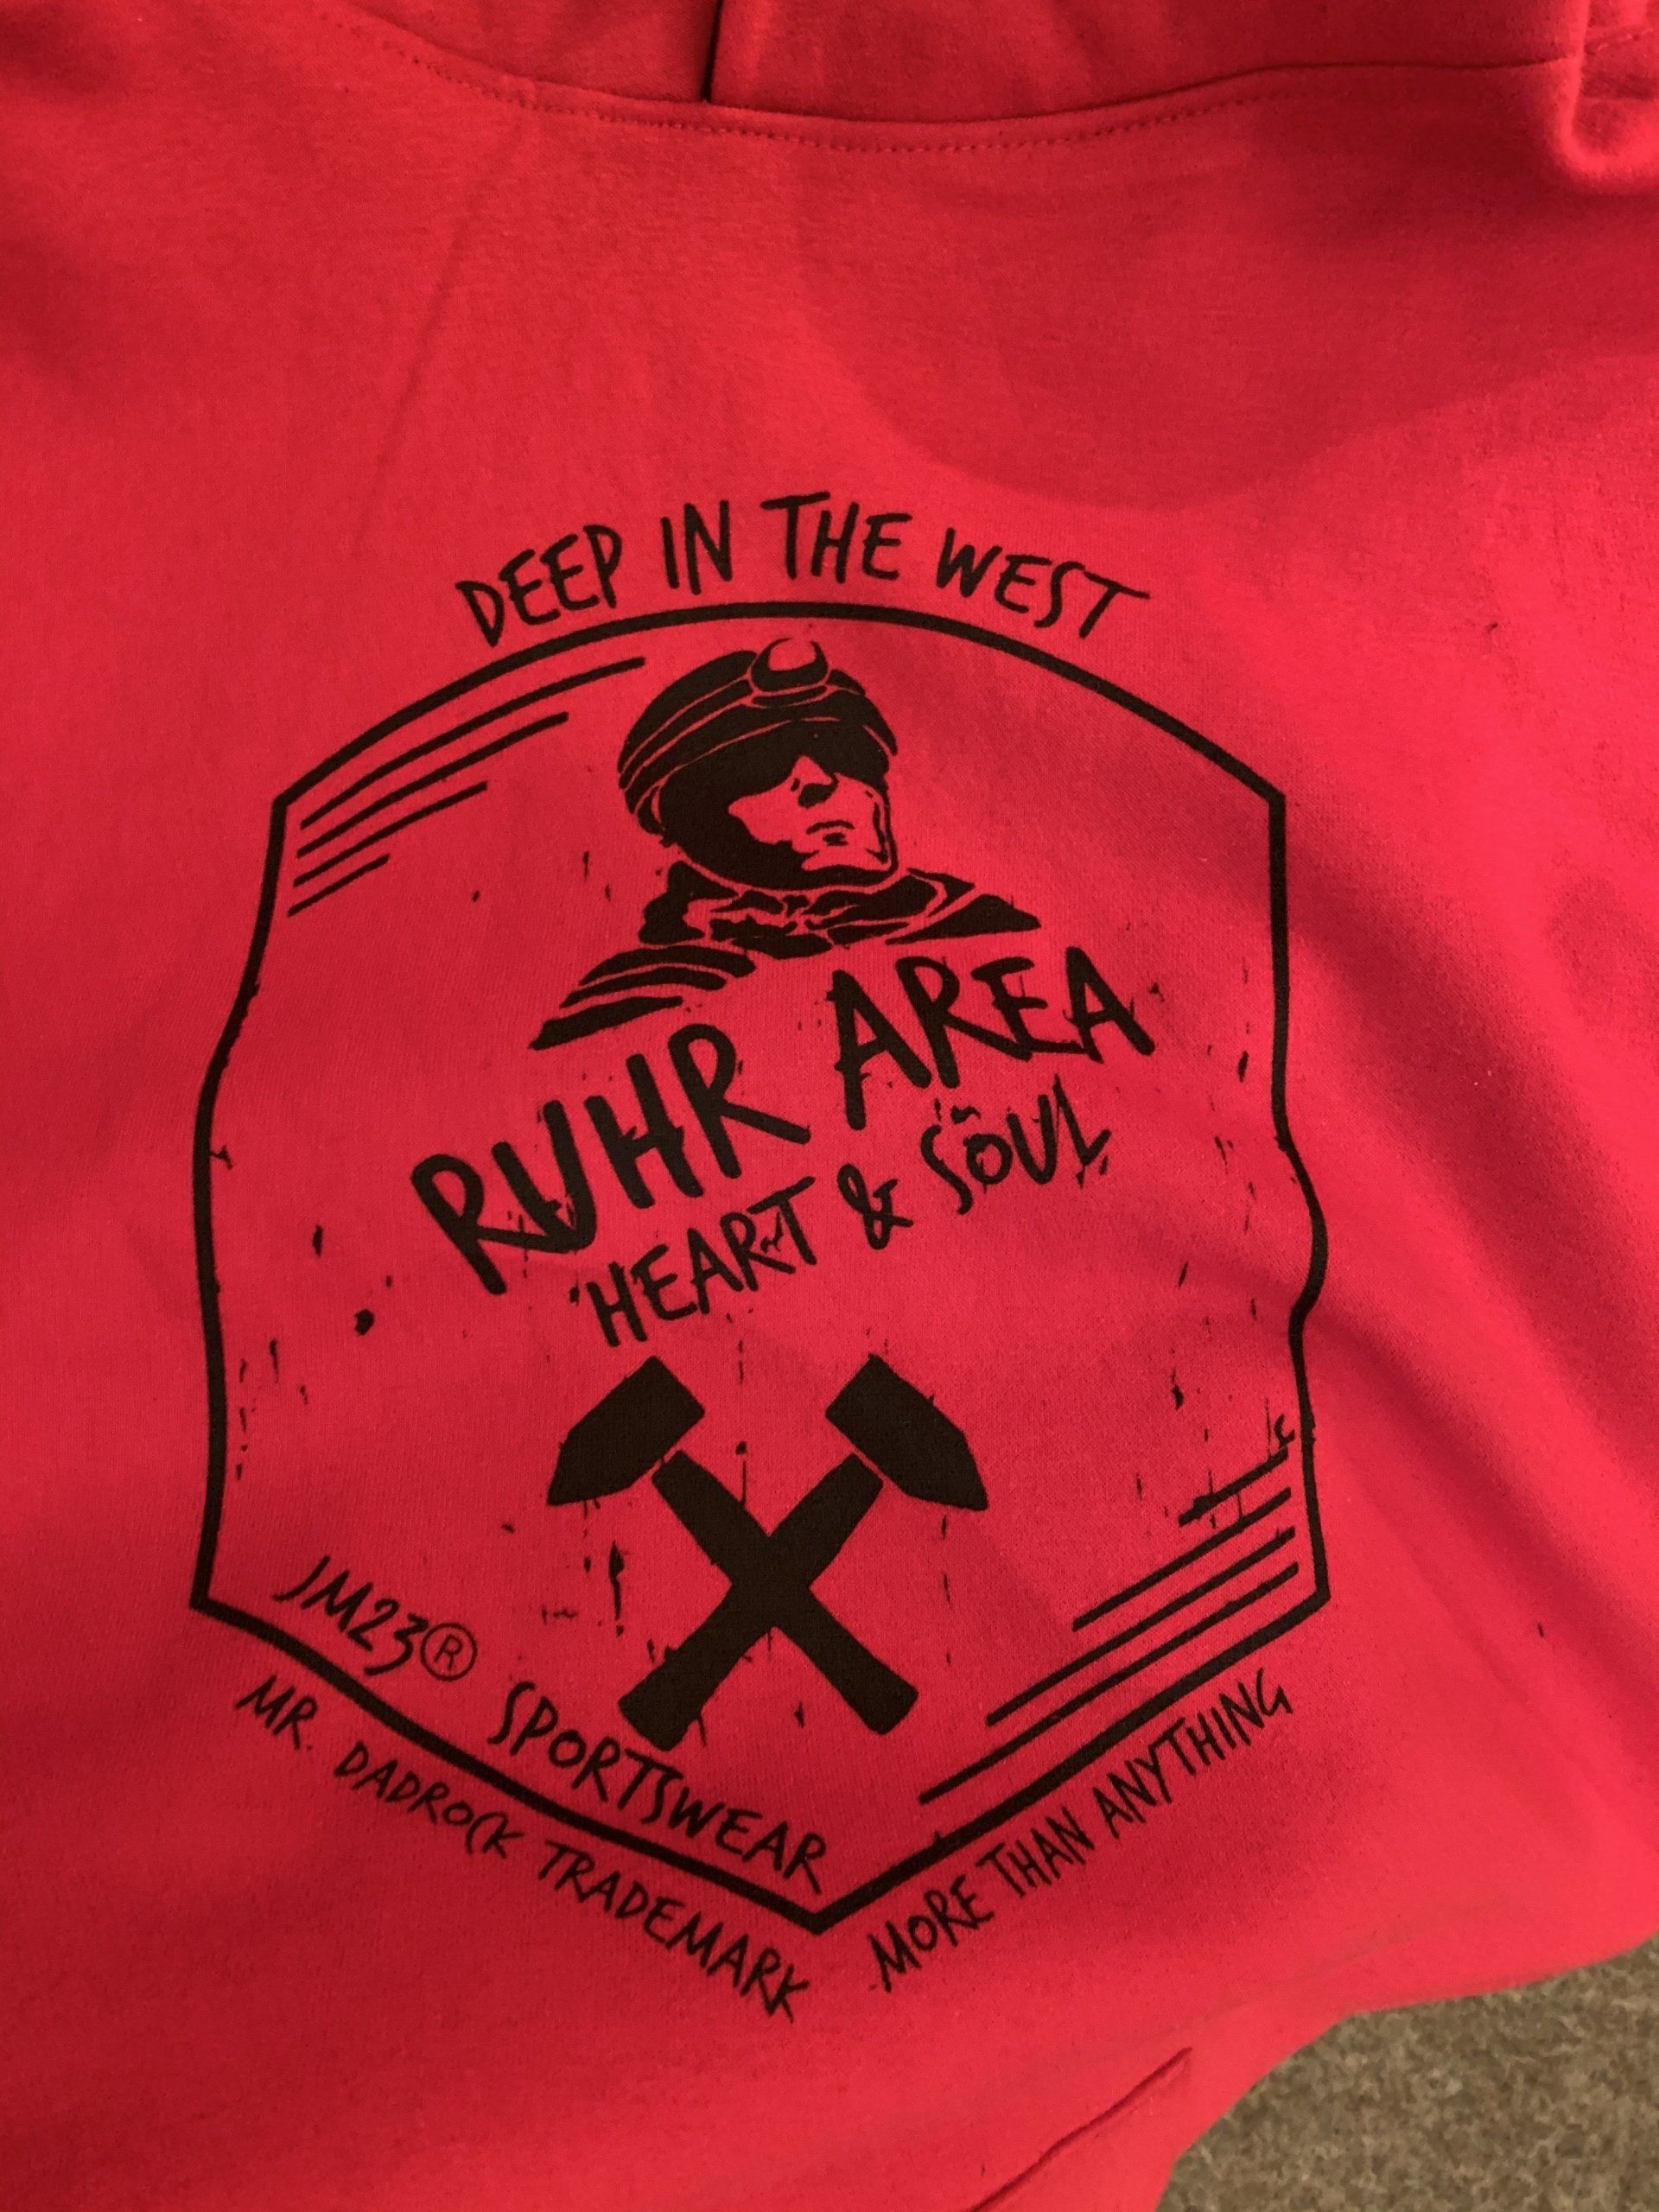 DEEP IN THE WEST
RUHR AREA
HEART & SOUL
JM23® SPORTSWEAR
MR. DADROCK TRADEMARK
MORE THAN ANYTHING